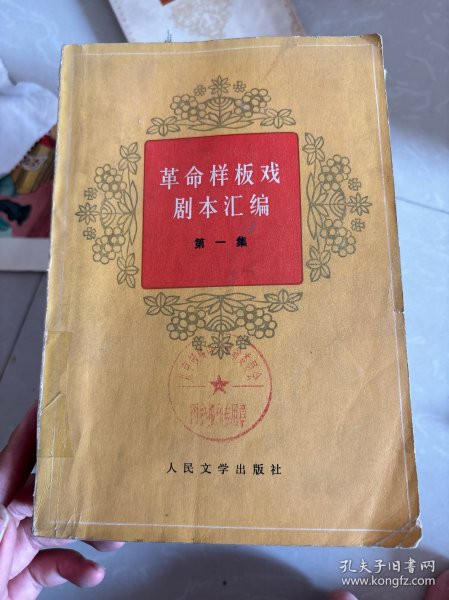 革命样板戏
剧本汇编
第一集
人民文学出版社
孔夫子旧书网
www.kongfz.com